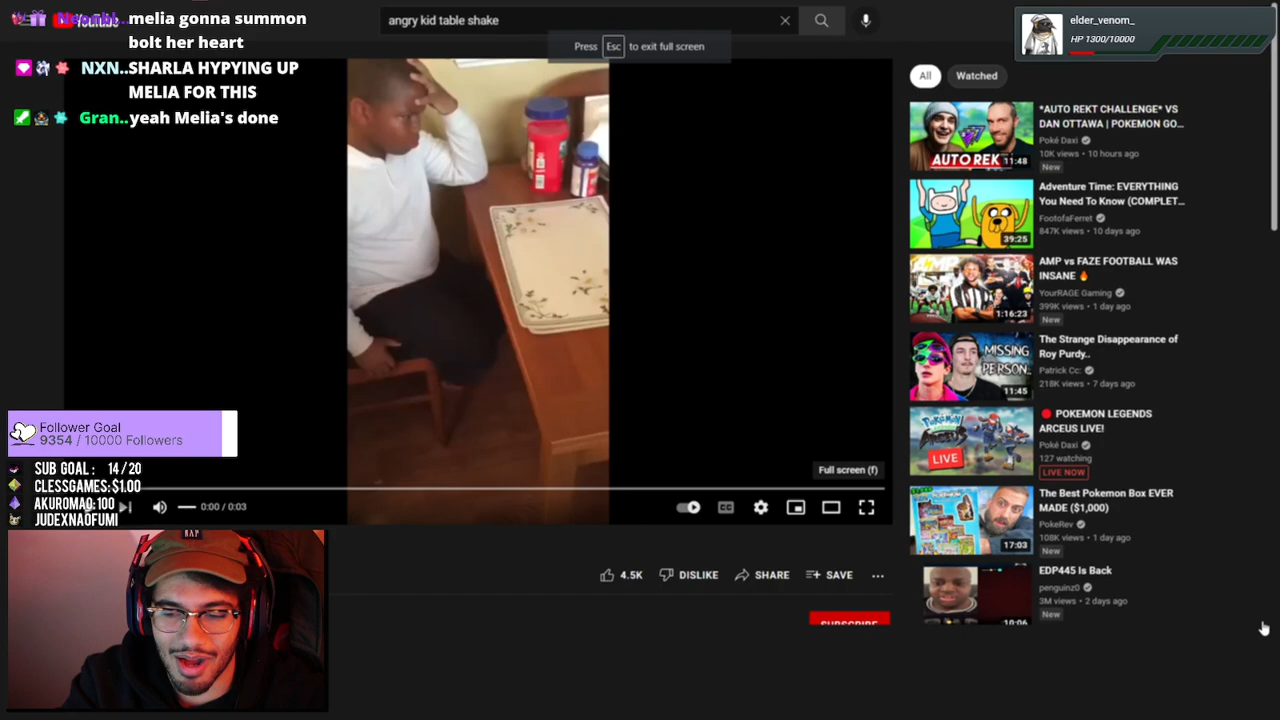 melia gonna summon
bolt her heart
NXN..SHARLA HYPYING UP
MELIA FOR THIS
Gran..yeah Melia's done
angry kid table shake
Press Esc to exit full screen
elder_venom_
HP 1300/10000
All
Watched
*AUTO REKT CHALLENGE* VS
DAN OTTAWA | POKEMON GO...
Poké Daxi
10K views • 10 hours ago
New
AUTO REK
11:48
Adventure Time: EVERYTHING
You Need To Know (COMPLET...
FootofaFerret
847K views • 10 days ago
39:25
AMP vs FAZE FOOTBALL WAS
INSANE 🔥
YourRAGE Gaming
399K views • 1 day ago
New
1:16:23
The Strange Disappearance of
Roy Purdy..
Patrick Cc:
218K views • 7 days ago
MISSING
PERSON
11:45
POKEMON LEGENDS
ARCEUS LIVE!
Poké Daxi
127 watching
LIVE NOW
LIVE
The Best Pokemon Box EVER
MADE ($1,000)
PokeRev
108K views • 1 day ago
New
17:03
EDP445 Is Back
penguinz0
3M views • 2 days ago
New
10:06
Follower Goal
9354 / 10000 Followers
SUB GOAL : 14/20
CLESSGAMES:$1.00
AKUROMAQ:100
JUDEXNAOFUMI
Full screen (f)
0:00 / 0:03
CC
4.5K
DISLIKE
SHARE
SAVE
SUBSCRIBE